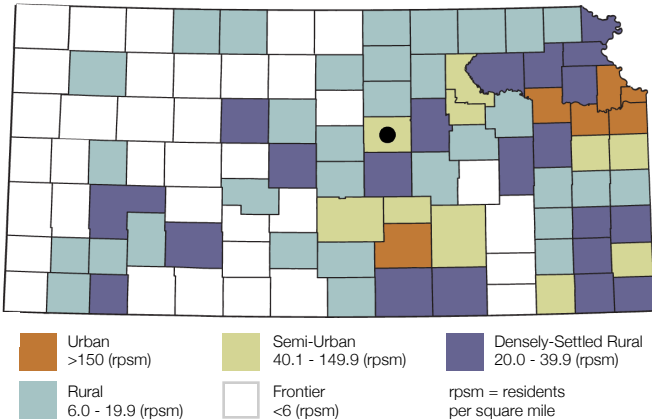 Urban
>150 (rpsm)
Semi-Urban
40.1 - 149.9 (rpsm)
Densely-Settled Rural
20.0 - 39.9 (rpsm)
Rural
6.0 - 19.9 (rpsm)
Frontier
<6 (rpsm)
rpsm = residents
per square mile